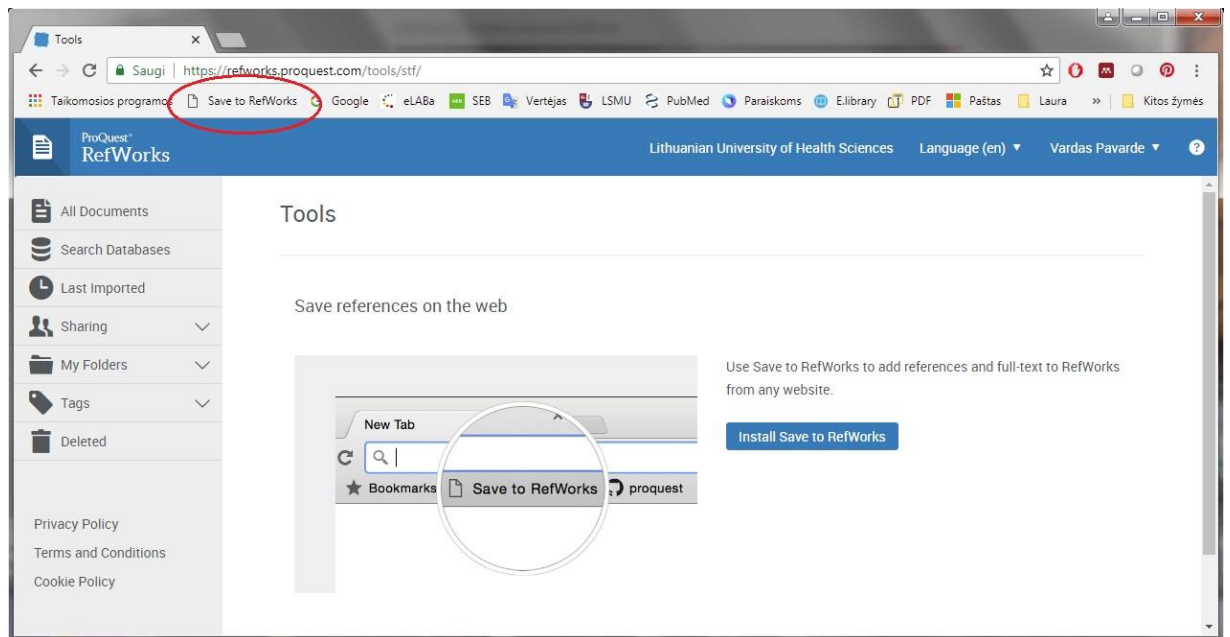 Tools
Saugi | https://refworks.proquest.com/tools/stf/
Taikomosios programos Save to RefWorks Google eLABa SEB Vertėjas LSMU PubMed Paraiskoms E.library PDF Paštas Laura » Kitos žymės
ProQuest
RefWorks
Lithuanian University of Health Sciences Language (en) Vardas Pavarde ?
All Documents
Search Databases
Last Imported
Sharing
My Folders
Tags
Deleted
Privacy Policy
Terms and Conditions
Cookie Policy
Tools
Save references on the web
New Tab
Bookmarks Save to RefWorks proquest
Use Save to RefWorks to add references and full-text to RefWorks
from any website.
Install Save to RefWorks